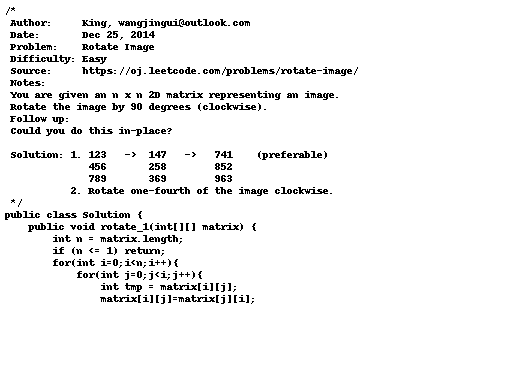 /*
 Author:     King, wangjingui@outlook.com
 Date:       Dec 25, 2014
 Problem:    Rotate Image
 Difficulty: Easy
 Source:     https://oj.leetcode.com/problems/rotate-image/
 Notes:
 You are given an n x n 2D matrix representing an image.
 Rotate the image by 90 degrees (clockwise).
 Follow up:
 Could you do this in-place?

 Solution: 1. 123   ->  147   ->   741    (preferable)
              456       258        852
              789       369        963
           2. Rotate one-fourth of the image clockwise.
 */
public class Solution {
    public void rotate_1(int[][] matrix) {
        int n = matrix.length;
        if (n <= 1) return;
        for(int i=0;i<n;i++){
            for(int j=0;j<i;j++){
                int tmp = matrix[i][j];
                matrix[i][j]=matrix[j][i];